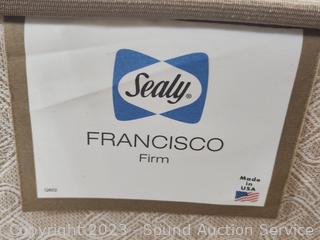 Sealy®
FRANCISCO
Firm
Made in
USA
Copyright © 2023 - Sound Auction Service